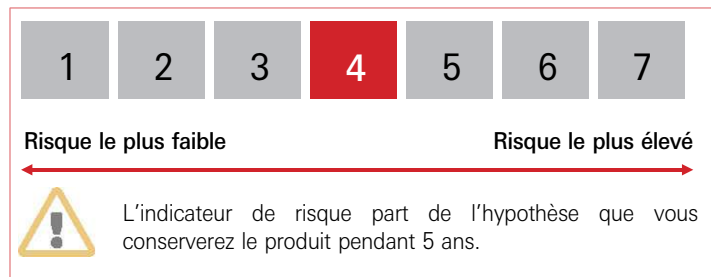 1 2 3 4 5 6 7
Risque le plus faible Risque le plus élevé
L'indicateur de risque part de l'hypothèse que vous
conserverez le produit pendant 5 ans.